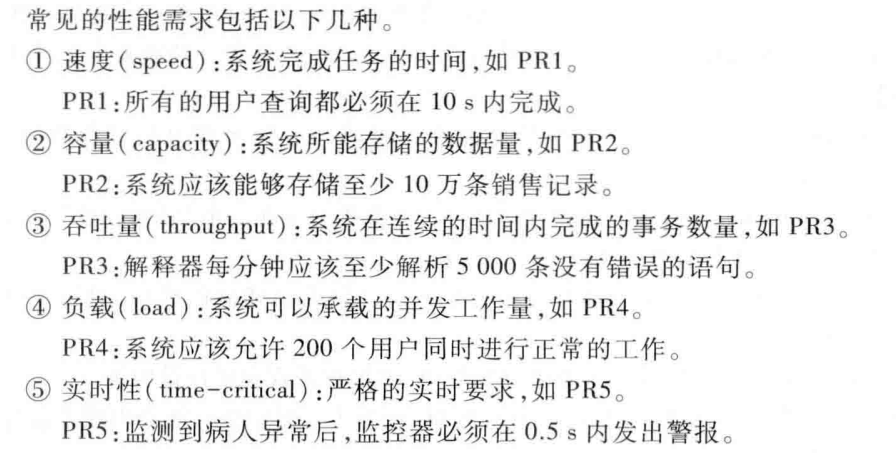 常见的性能需求包括以下几种。
① 速度(speed):系统完成任务的时间,如 PR1。
PR1:所有的用户查询都必须在 10 s 内完成。
② 容量(capacity):系统所能存储的数据量,如 PR2。
PR2:系统应该能够存储至少 10 万条销售记录。
③ 吞吐量(throughput):系统在连续的时间内完成的事务数量,如 PR3。
PR3:解释器每分钟应该至少解析 5 000 条没有错误的语句。
④ 负载(load):系统可以承载的并发工作量,如 PR4。
PR4:系统应该允许 200 个用户同时进行正常的工作。
⑤ 实时性(time-critical):严格的实时要求,如 PR5。
PR5:监测到病人异常后,监控器必须在 0.5 s 内发出警报。